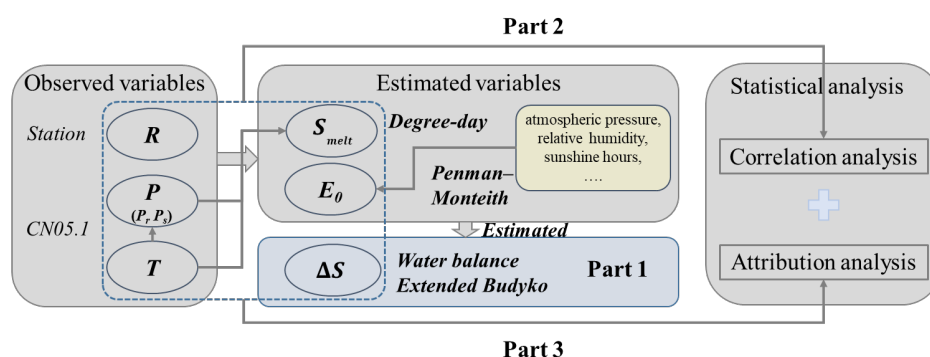 Part 2
Observed variables
Estimated variables
Statistical analysis
Station
R
S_melt
Degree-day
atmospheric pressure,
relative humidity,
sunshine hours,
....
Correlation analysis
P
(P_r P_s)
E_0
Penman–
Monteith
CN05.1
Estimated
T
ΔS
Water balance
Extended Budyko
Part 1
Attribution analysis
Part 3